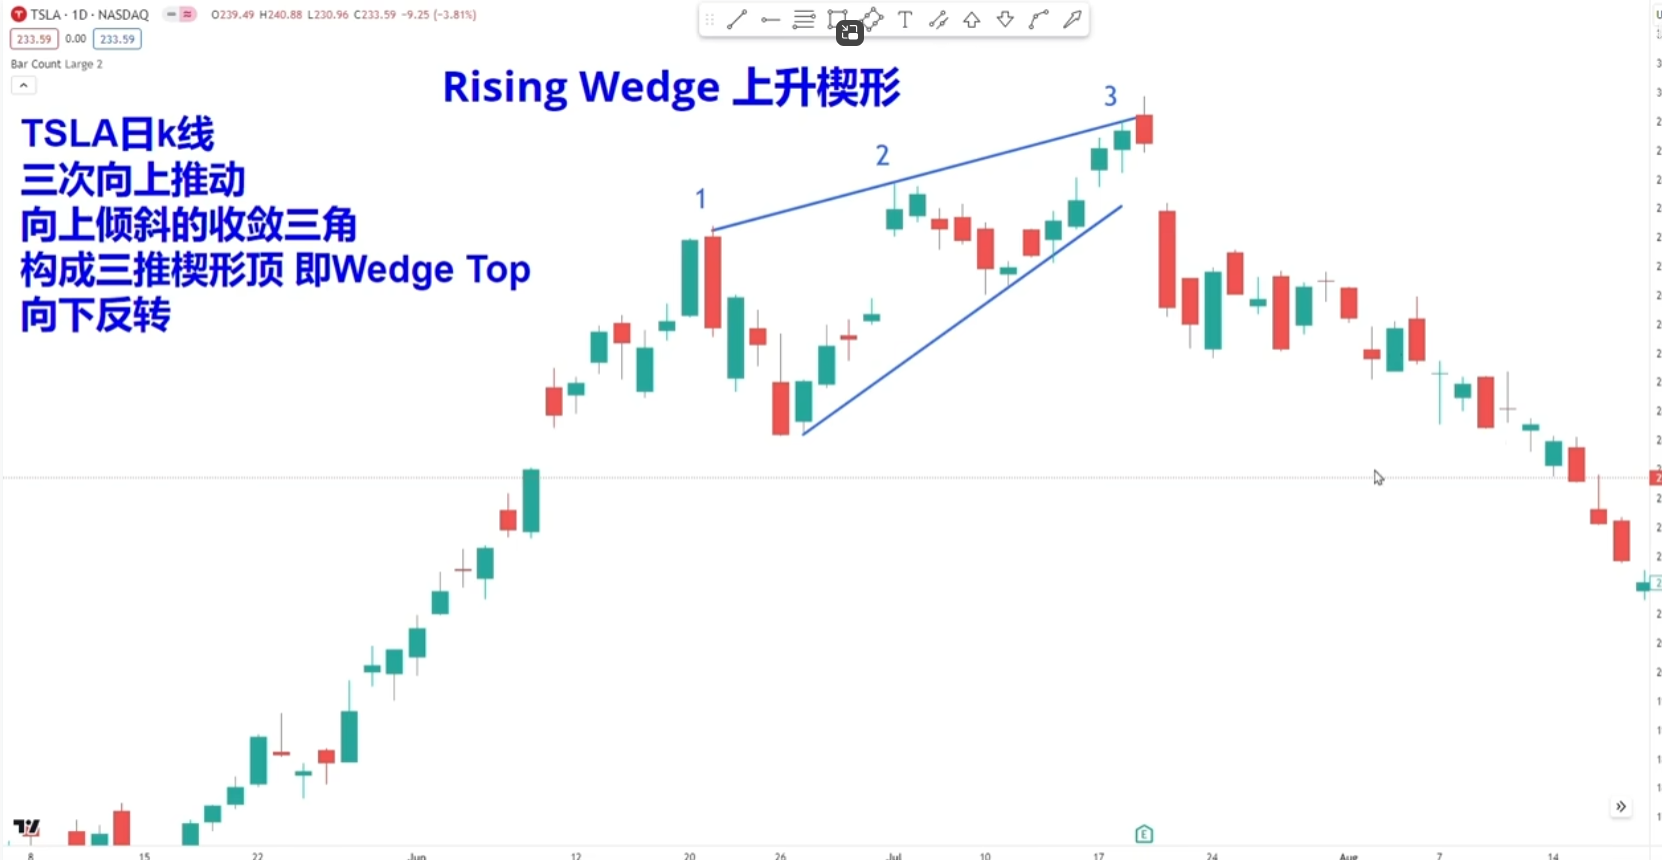 TSLA · 1D · NASDAQ
O239.49 H240.88 L230.96 C233.59 −9.25 (−3.81%)
233.59 0.00 233.59
Bar Count Large 2
Rising Wedge 上升楔形
TSLA日k线
三次向上推动
向上倾斜的收敛三角
构成三推楔形顶 即Wedge Top
向下反转
1
2
3
E
8 15 22 Jun 12 20 26 Jul 10 17 24 Aug 7 14